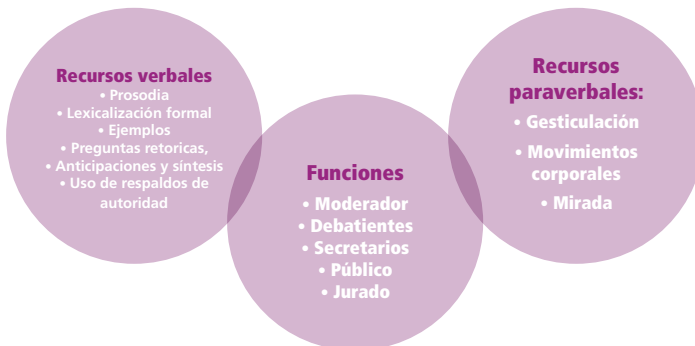 Recursos verbales
• Prosodia
• Lexicalización formal
• Ejemplos
• Preguntas retoricas,
• Anticipaciones y síntesis
• Uso de respaldos de
autoridad
Funciones
• Moderador
• Debatientes
• Secretarios
• Público
• Jurado
Recursos
paraverbales:
• Gesticulación
• Movimientos
corporales
• Mirada